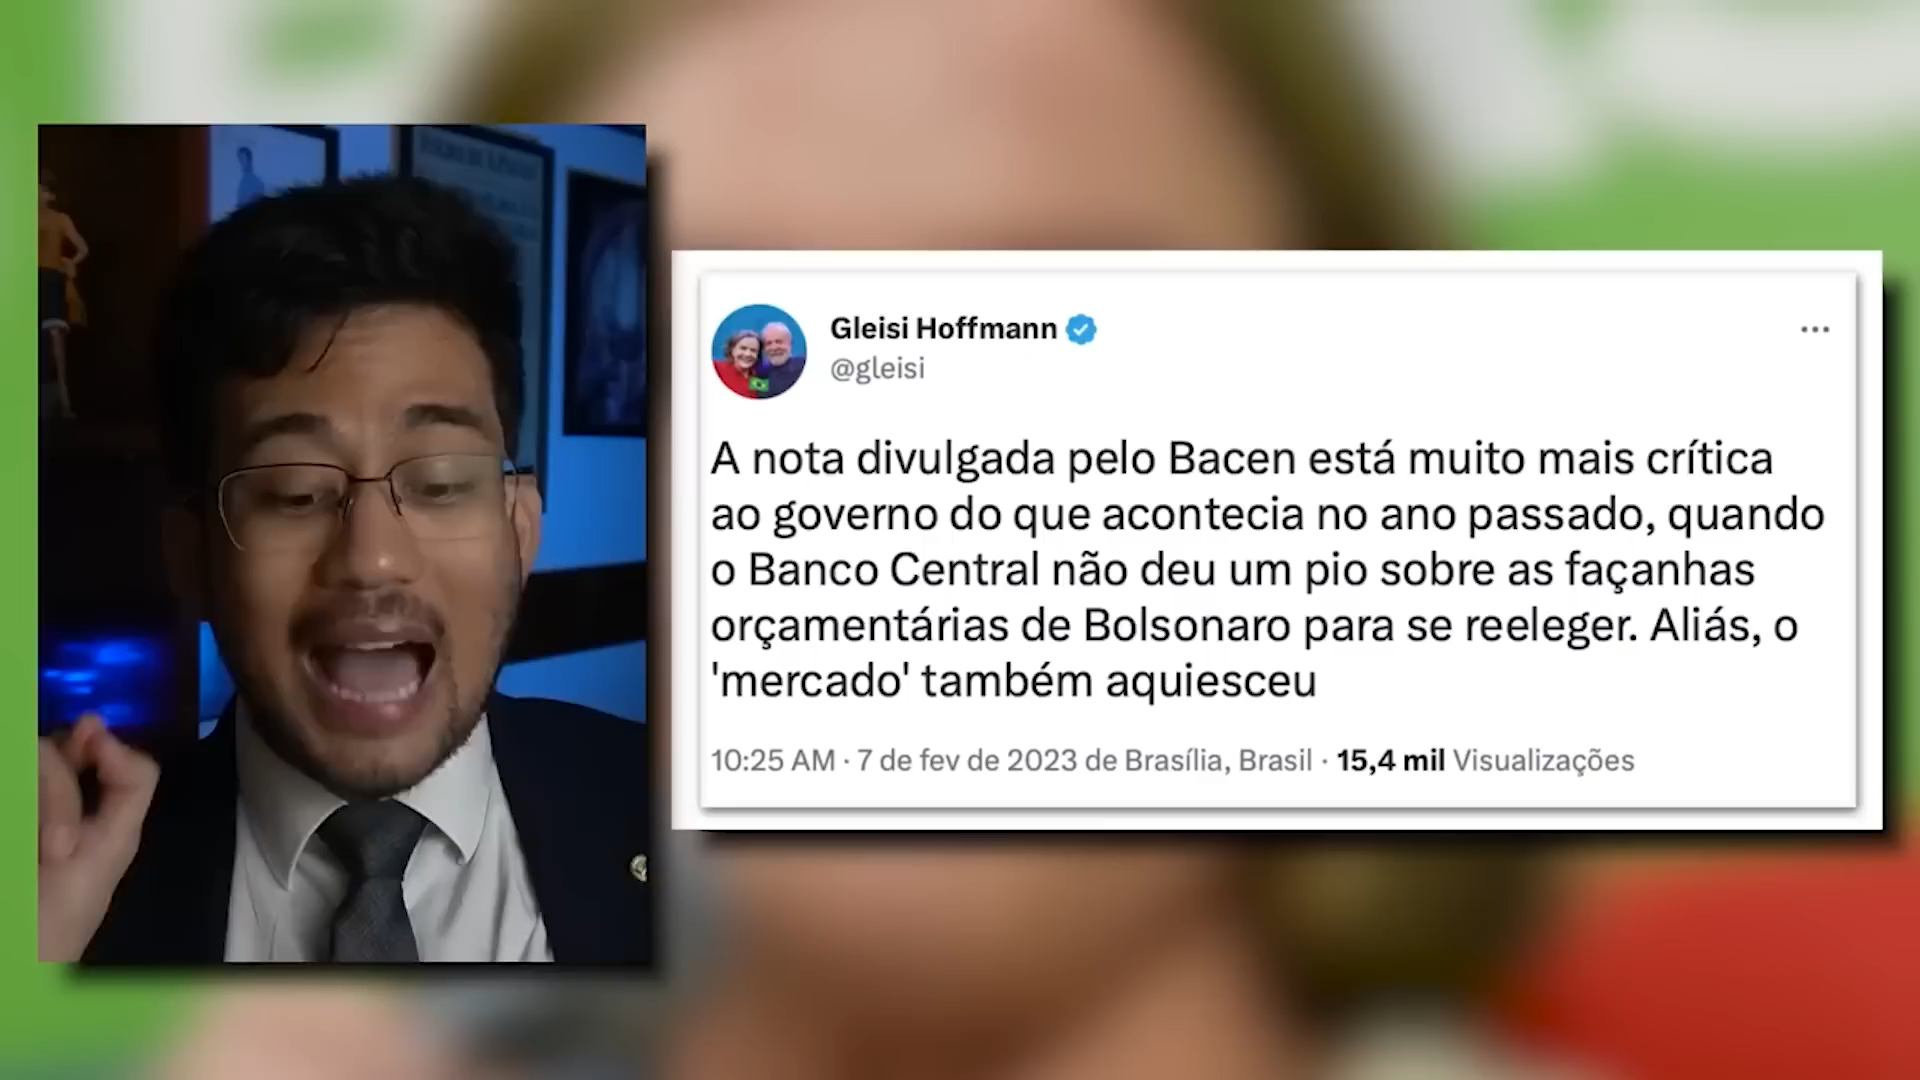 Gleisi Hoffmann
@gleisi
A nota divulgada pelo Bacen está muito mais crítica
ao governo do que acontecia no ano passado, quando
o Banco Central não deu um pio sobre as façanhas
orçamentárias de Bolsonaro para se reeleger. Aliás, o
'mercado' também aquiesceu
10:25 AM · 7 de fev de 2023 de Brasília, Brasil · 15,4 mil Visualizações